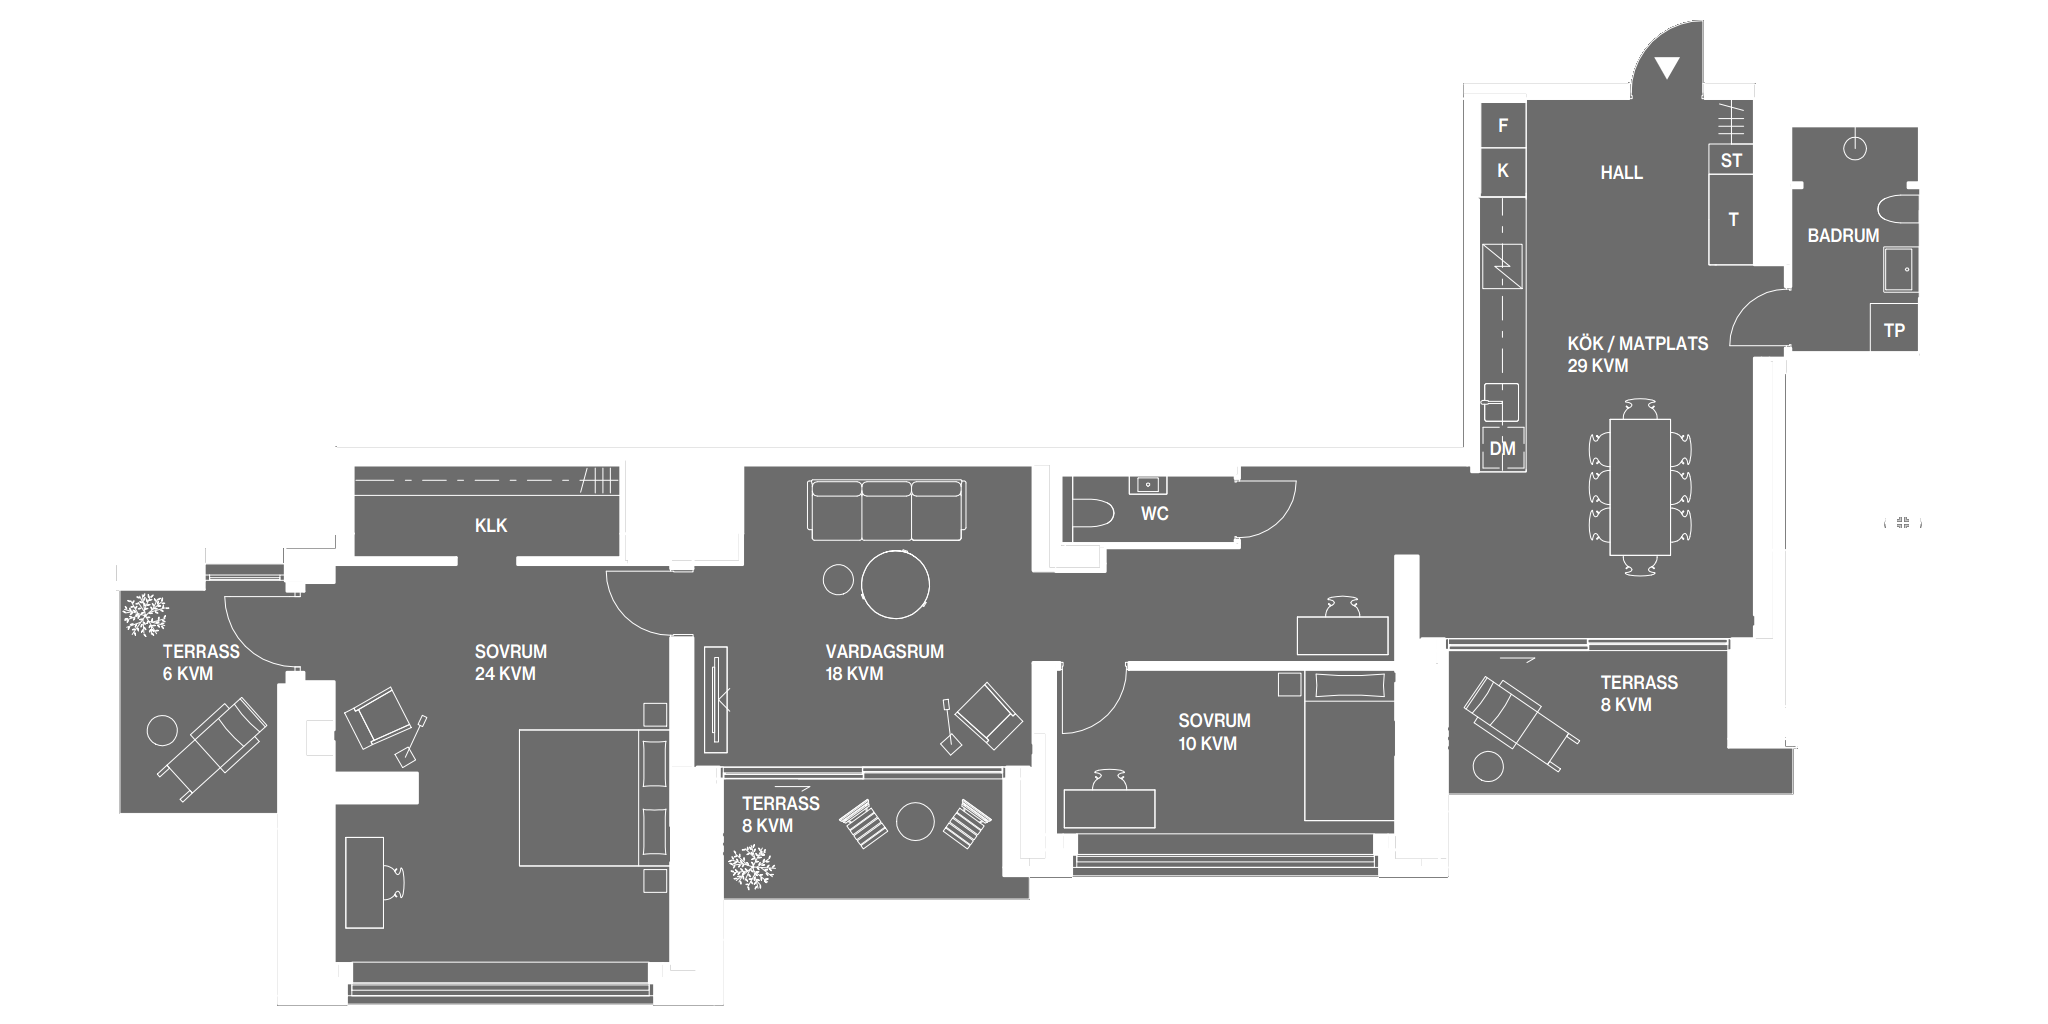 F
K
HALL
ST
T
BADRUM
TP
KÖK / MATPLATS
29 KVM
DM
KLK
WC
TERRASS
6 KVM
SOVRUM
24 KVM
VARDAGSRUM
18 KVM
TERRASS
8 KVM
SOVRUM
10 KVM
TERRASS
8 KVM